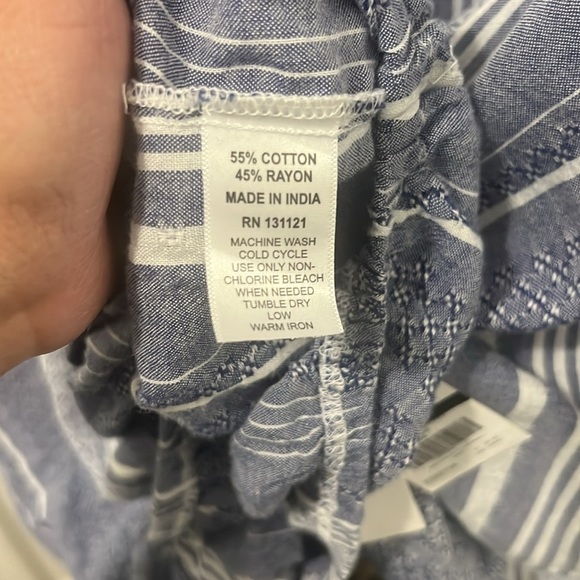 55% COTTON
45% RAYON
MADE IN INDIA
RN 131121
MACHINE WASH
COLD CYCLE
USE ONLY NON-
CHLORINE BLEACH
WHEN NEEDED
TUMBLE DRY
LOW
WARM IRON